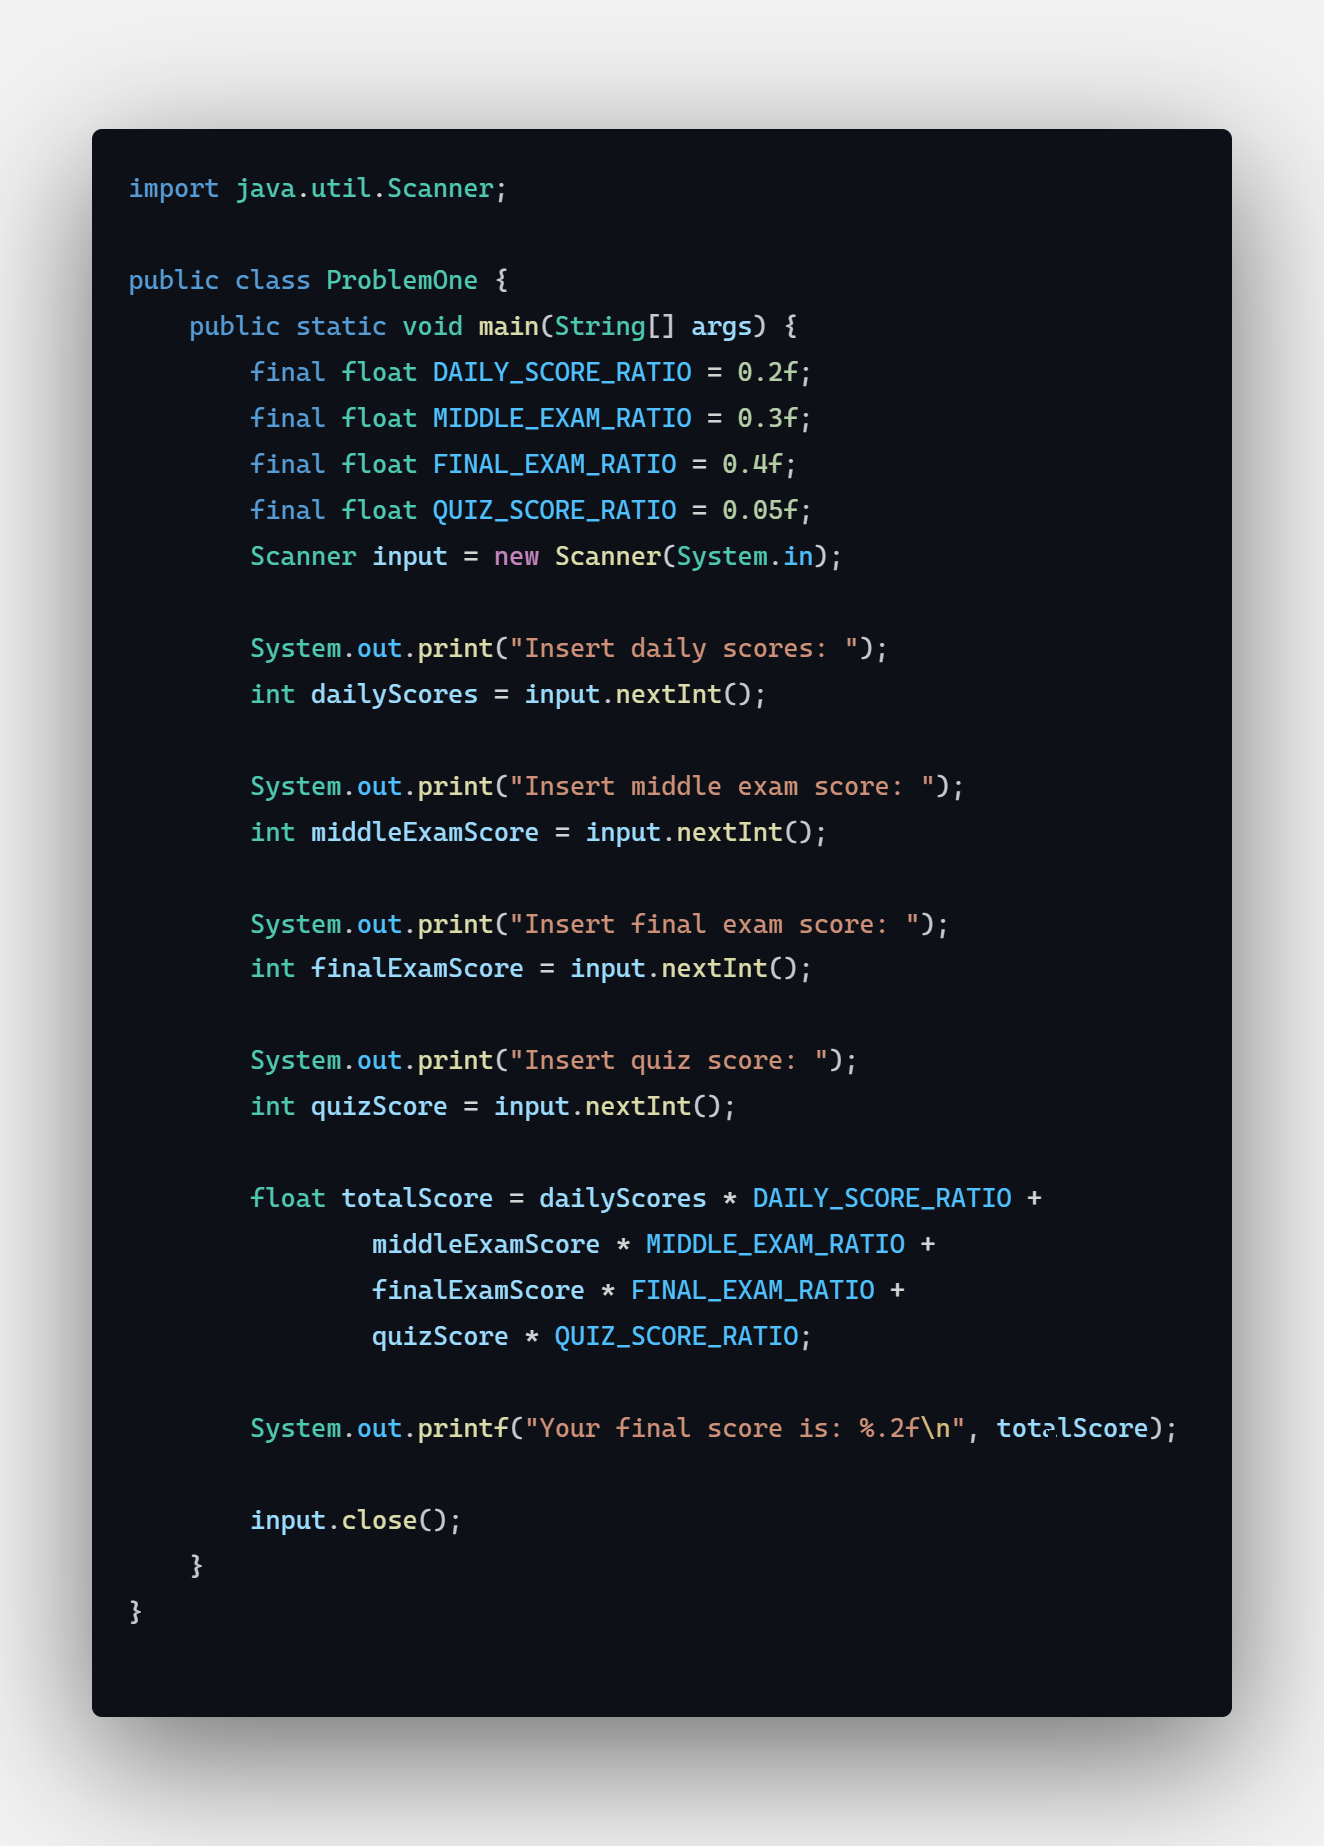 import java.util.Scanner;
public class ProblemOne {
    public static void main(String[] args) {
        final float DAILY_SCORE_RATIO = 0.2f;
        final float MIDDLE_EXAM_RATIO = 0.3f;
        final float FINAL_EXAM_RATIO = 0.4f;
        final float QUIZ_SCORE_RATIO = 0.05f;
        Scanner input = new Scanner(System.in);
        System.out.print("Insert daily scores: ");
        int dailyScores = input.nextInt();
        System.out.print("Insert middle exam score: ");
        int middleExamScore = input.nextInt();
        System.out.print("Insert final exam score: ");
        int finalExamScore = input.nextInt();
        System.out.print("Insert quiz score: ");
        int quizScore = input.nextInt();
        float totalScore = dailyScores * DAILY_SCORE_RATIO +
                middleExamScore * MIDDLE_EXAM_RATIO +
                finalExamScore * FINAL_EXAM_RATIO +
                quizScore * QUIZ_SCORE_RATIO;
        System.out.printf("Your final score is: %.2f\n", totalScore);
        input.close();
    }
}